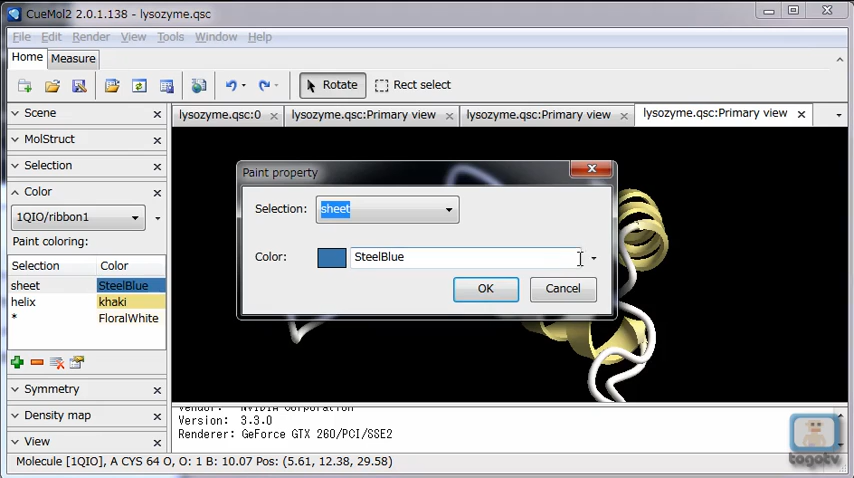 CueMol2 2.0.1.138 - lysozyme.qsc
File Edit Render View Tools Window Help
Home Measure
Rotate Rect select
Scene
lysozyme.qsc:0 lysozyme.qsc:Primary view lysozyme.qsc:Primary view lysozyme.qsc:Primary view
MolStruct
Selection
Color
1QIO/ribbon1
Paint coloring:
Selection Color
sheet SteelBlue
helix khaki
* FloralWhite
Paint property
Selection: sheet
Color: SteelBlue
OK Cancel
Symmetry
Density map
View
Version: 3.3.0
Renderer: GeForce GTX 260/PCI/SSE2
Molecule [1QIO], A CYS 64 O, O: 1 B: 10.07 Pos: (5.61, 12.38, 29.58)
togotv